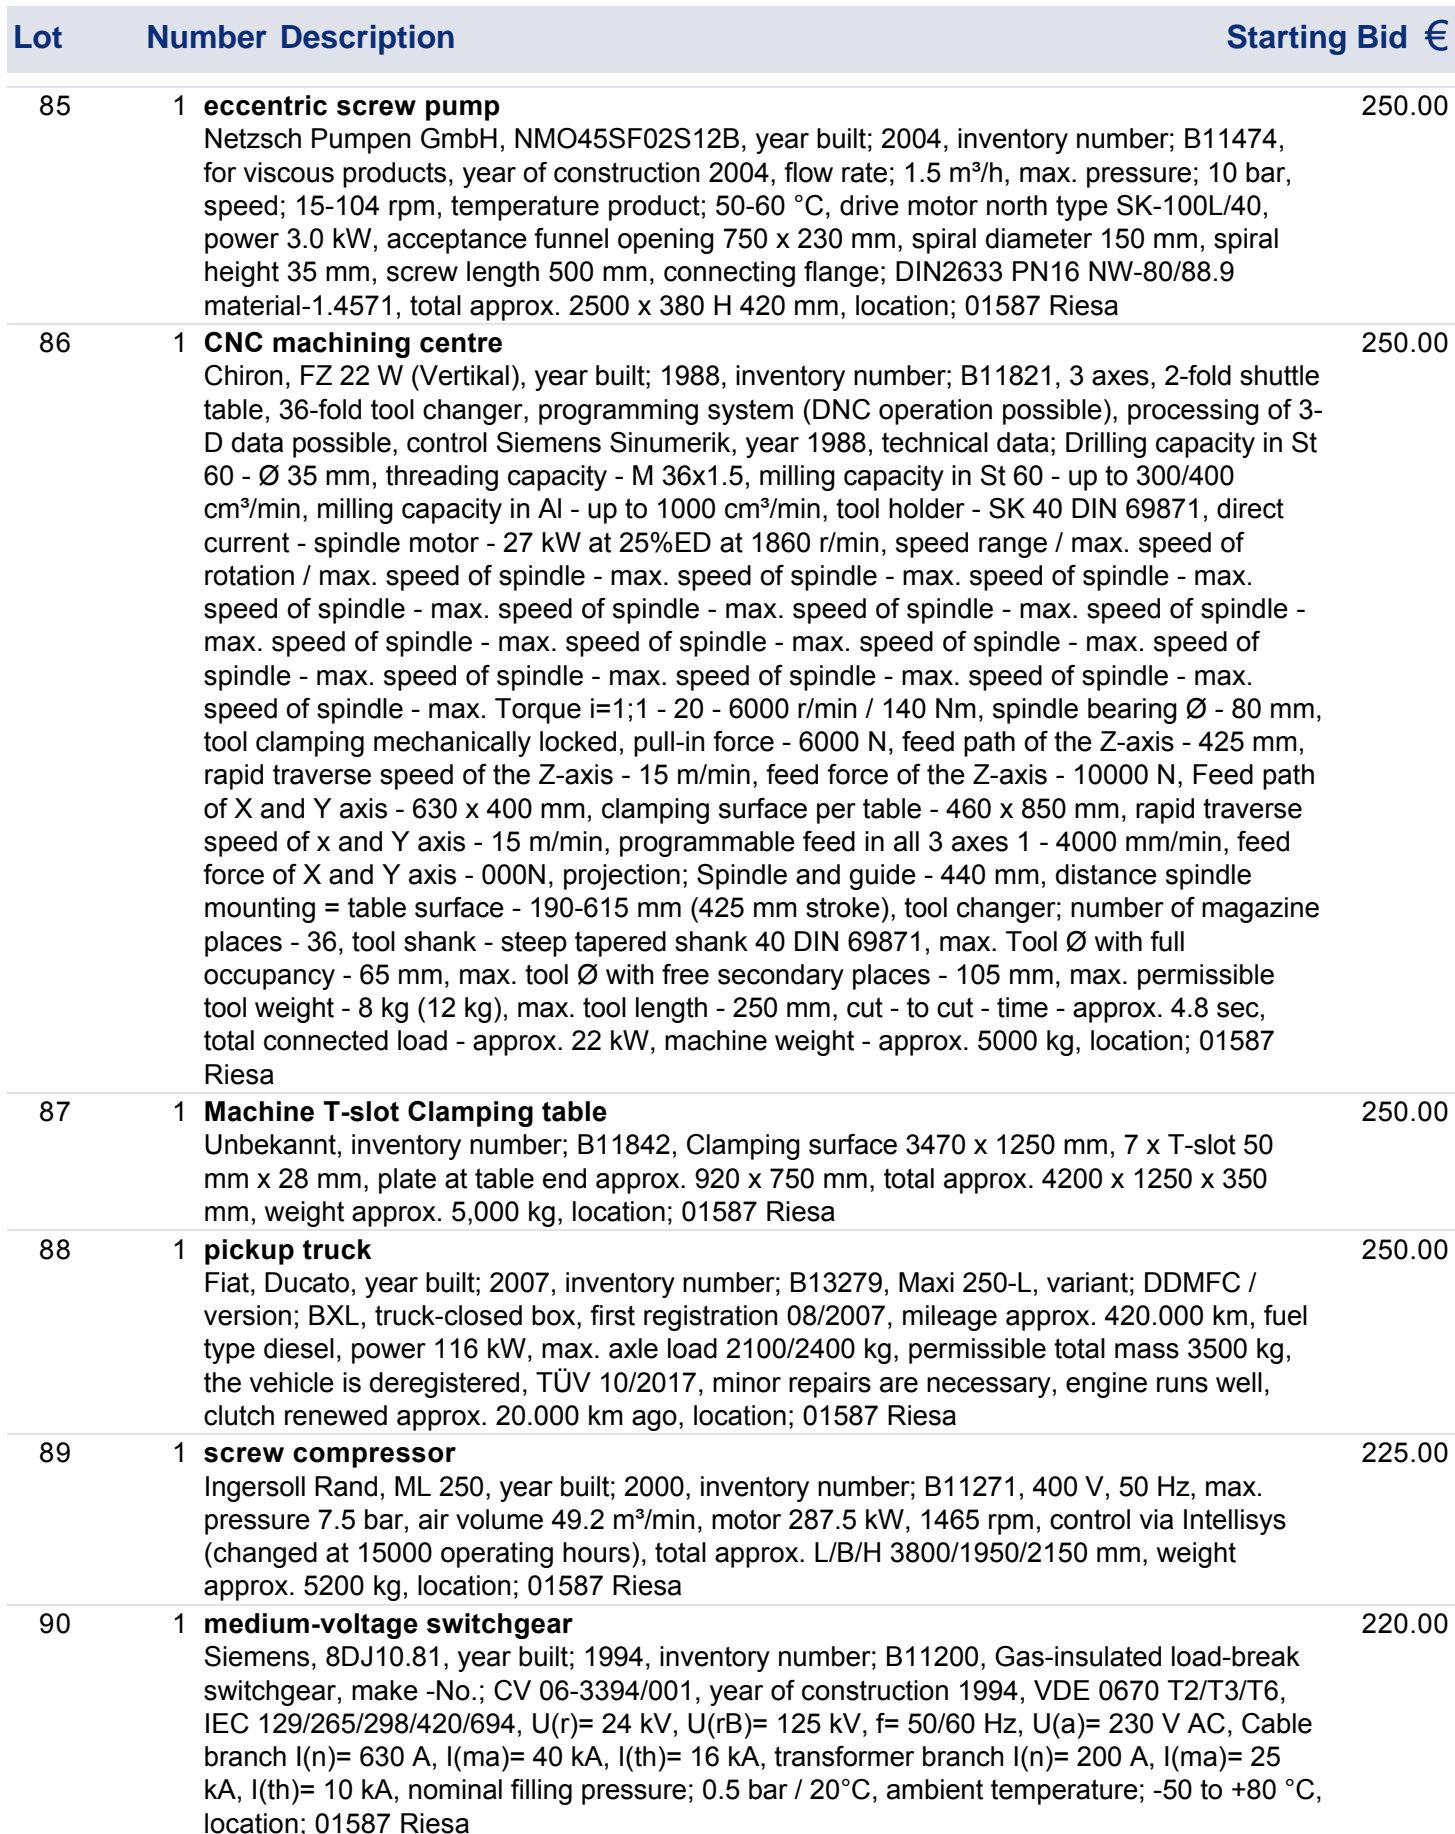 Lot Number Description Starting Bid €
85 1 eccentric screw pump 250.00
Netzsch Pumpen GmbH, NMO45SF02S12B, year built; 2004, inventory number; B11474,
for viscous products, year of construction 2004, flow rate; 1.5 m³/h, max. pressure; 10 bar,
speed; 15-104 rpm, temperature product; 50-60 °C, drive motor north type SK-100L/40,
power 3.0 kW, acceptance funnel opening 750 x 230 mm, spiral diameter 150 mm, spiral
height 35 mm, screw length 500 mm, connecting flange; DIN2633 PN16 NW-80/88.9
material-1.4571, total approx. 2500 x 380 H 420 mm, location; 01587 Riesa
86 1 CNC machining centre 250.00
Chiron, FZ 22 W (Vertikal), year built; 1988, inventory number; B11821, 3 axes, 2-fold shuttle
table, 36-fold tool changer, programming system (DNC operation possible), processing of 3-
D data possible, control Siemens Sinumerik, year 1988, technical data; Drilling capacity in St
60 - Ø 35 mm, threading capacity - M 36x1.5, milling capacity in St 60 - up to 300/400
cm³/min, milling capacity in Al - up to 1000 cm³/min, tool holder - SK 40 DIN 69871, direct
current - spindle motor - 27 kW at 25%ED at 1860 r/min, speed range / max. speed of
rotation / max. speed of spindle - max. speed of spindle - max. speed of spindle - max.
speed of spindle - max. speed of spindle - max. speed of spindle - max. speed of spindle -
max. speed of spindle - max. speed of spindle - max. speed of spindle - max. speed of
spindle - max. speed of spindle - max. speed of spindle - max. speed of spindle - max.
speed of spindle - max. Torque i=1;1 - 20 - 6000 r/min / 140 Nm, spindle bearing Ø - 80 mm,
tool clamping mechanically locked, pull-in force - 6000 N, feed path of the Z-axis - 425 mm,
rapid traverse speed of the Z-axis - 15 m/min, feed force of the Z-axis - 10000 N, Feed path
of X and Y axis - 630 x 400 mm, clamping surface per table - 460 x 850 mm, rapid traverse
speed of x and Y axis - 15 m/min, programmable feed in all 3 axes 1 - 4000 mm/min, feed
force of X and Y axis - 000N, projection; Spindle and guide - 440 mm, distance spindle
mounting = table surface - 190-615 mm (425 mm stroke), tool changer; number of magazine
places - 36, tool shank - steep tapered shank 40 DIN 69871, max. Tool Ø with full
occupancy - 65 mm, max. tool Ø with free secondary places - 105 mm, max. permissible
tool weight - 8 kg (12 kg), max. tool length - 250 mm, cut - to cut - time - approx. 4.8 sec,
total connected load - approx. 22 kW, machine weight - approx. 5000 kg, location; 01587
Riesa
87 1 Machine T-slot Clamping table 250.00
Unbekannt, inventory number; B11842, Clamping surface 3470 x 1250 mm, 7 x T-slot 50
mm x 28 mm, plate at table end approx. 920 x 750 mm, total approx. 4200 x 1250 x 350
mm, weight approx. 5,000 kg, location; 01587 Riesa
88 1 pickup truck 250.00
Fiat, Ducato, year built; 2007, inventory number; B13279, Maxi 250-L, variant; DDMFC /
version; BXL, truck-closed box, first registration 08/2007, mileage approx. 420.000 km, fuel
type diesel, power 116 kW, max. axle load 2100/2400 kg, permissible total mass 3500 kg,
the vehicle is deregistered, TÜV 10/2017, minor repairs are necessary, engine runs well,
clutch renewed approx. 20.000 km ago, location; 01587 Riesa
89 1 screw compressor 225.00
Ingersoll Rand, ML 250, year built; 2000, inventory number; B11271, 400 V, 50 Hz, max.
pressure 7.5 bar, air volume 49.2 m³/min, motor 287.5 kW, 1465 rpm, control via Intellisys
(changed at 15000 operating hours), total approx. L/B/H 3800/1950/2150 mm, weight
approx. 5200 kg, location; 01587 Riesa
90 1 medium-voltage switchgear 220.00
Siemens, 8DJ10.81, year built; 1994, inventory number; B11200, Gas-insulated load-break
switchgear, make -No.; CV 06-3394/001, year of construction 1994, VDE 0670 T2/T3/T6,
IEC 129/265/298/420/694, U(r)= 24 kV, U(rB)= 125 kV, f= 50/60 Hz, U(a)= 230 V AC, Cable
branch I(n)= 630 A, I(ma)= 40 kA, I(th)= 16 kA, transformer branch I(n)= 200 A, I(ma)= 25
kA, I(th)= 10 kA, nominal filling pressure; 0.5 bar / 20°C, ambient temperature; -50 to +80 °C,
location; 01587 Riesa